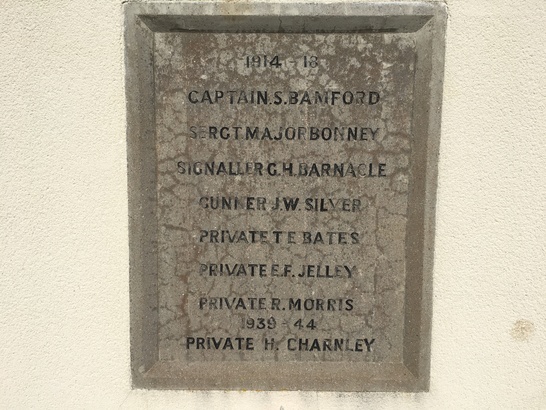 1914 - 18
CAPTAIN.S.BAMFORD
SERGT.MAJOR BONNEY
SIGNALLER G.H.BARNACLE
GUNNER J.W. SILVER
PRIVATE T E BATES
PRIVATE E.F. JELLEY
PRIVATE R. MORRIS
1939 - 44
PRIVATE H. CHARNLEY